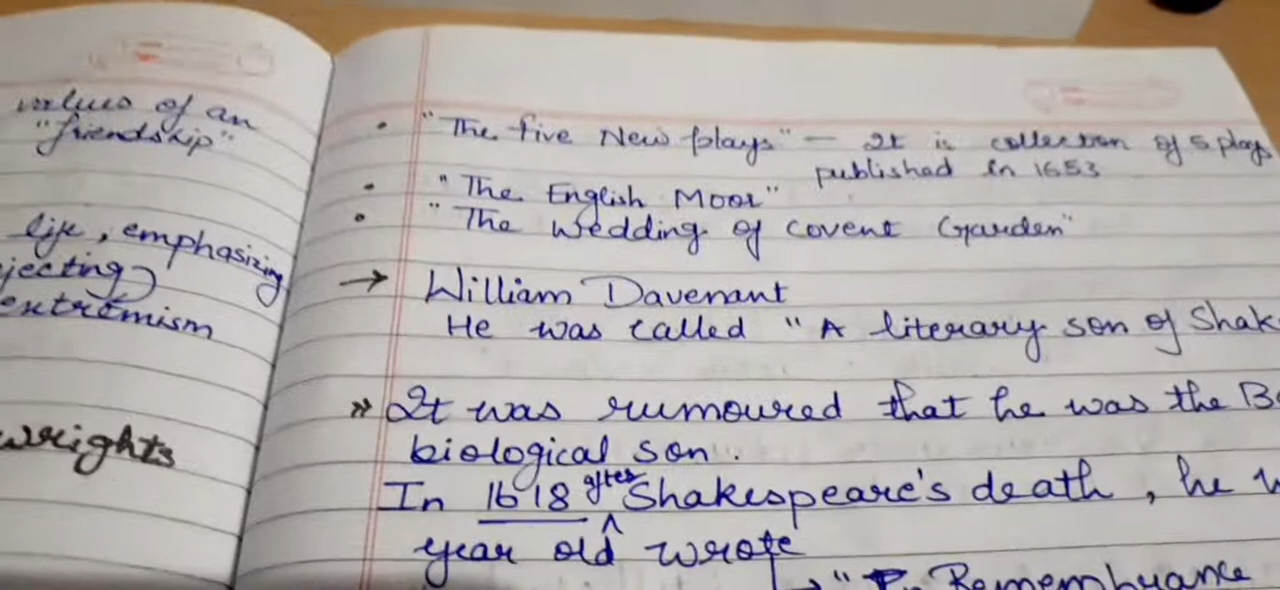 values of an
"friendship"
life, emphasizing
jecting)
extremism
wrights
• "The five New plays" – It is collection of 5 plays
published in 1653
• "The English Moor"
• "The Wedding of Covent Garden"
→ William Davenant
He was called "A literary son of Shak
» It was rumoured that he was the
biological son.
In 1618 after Shakespeare's death, he
year old wrote
→ " Remembrance